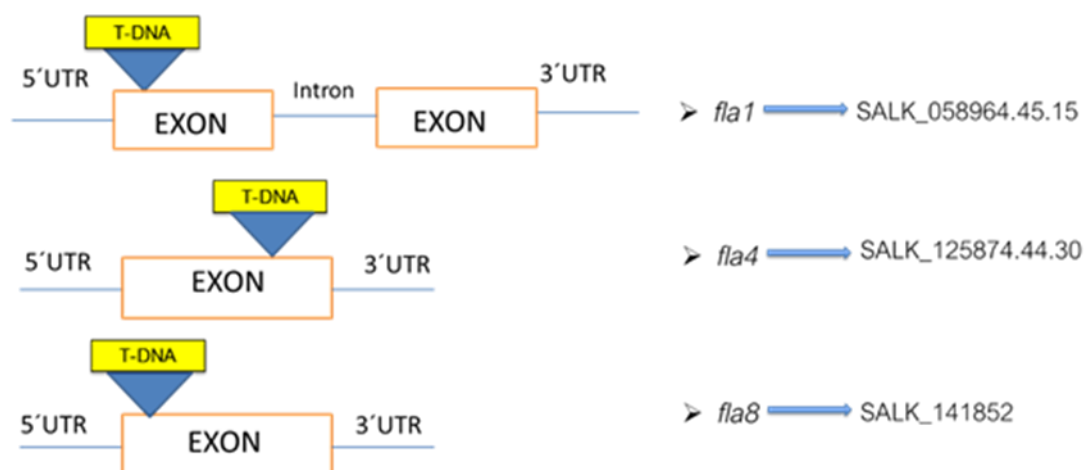 T-DNA
5´UTR
EXON
Intron
EXON
3´UTR
➢ fla1 SALK_058964.45.15
T-DNA
5´UTR
EXON
3´UTR
➢ fla4 SALK_125874.44.30
T-DNA
5´UTR
EXON
3´UTR
➢ fla8 SALK_141852